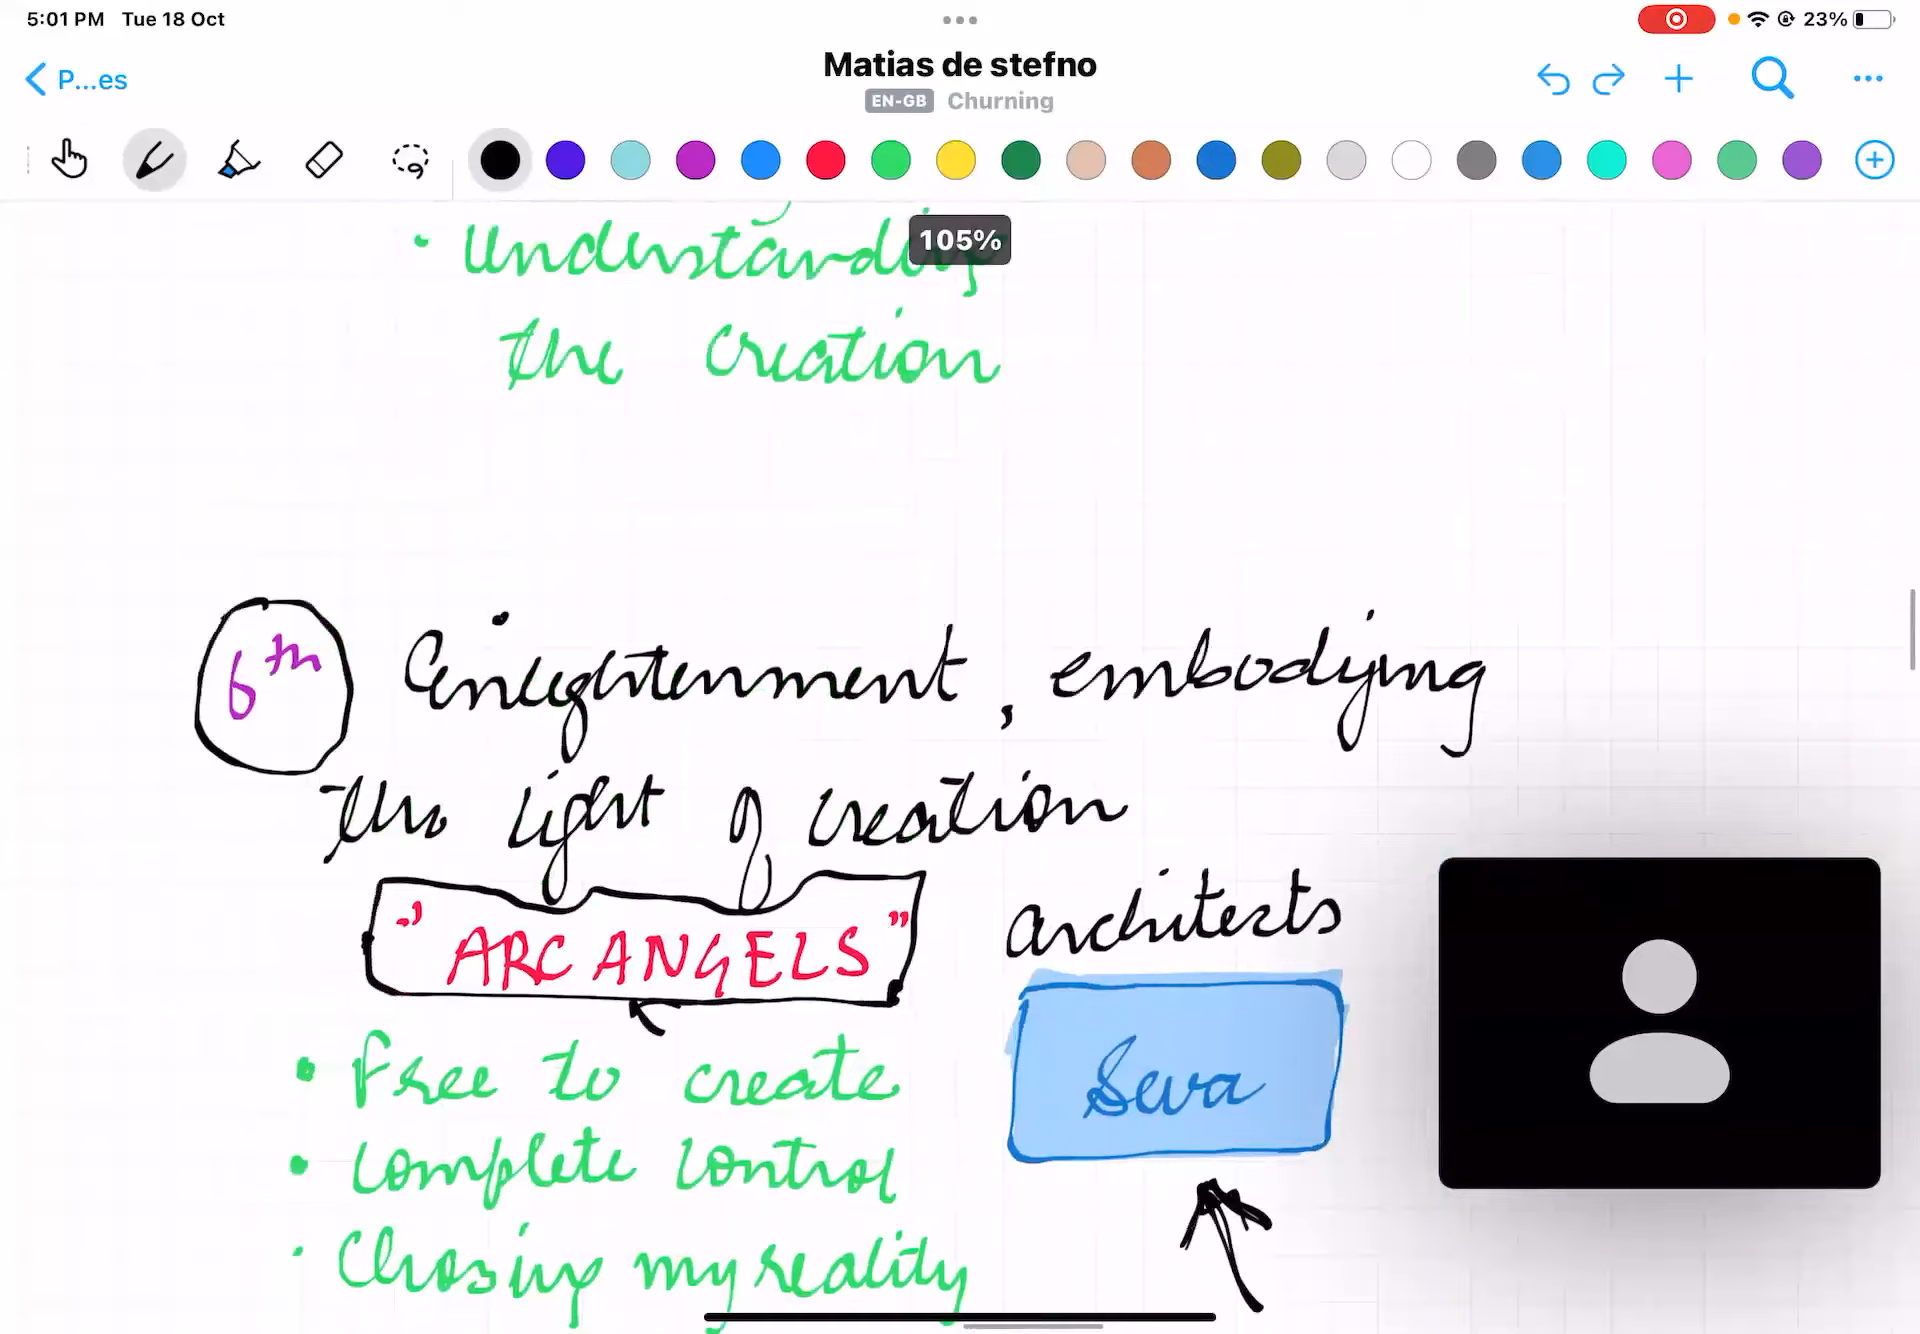 5:01 PM Tue 18 Oct
23%
P...es
Matias de stefno
EN-GB Churning
105%
• Understanding
the creation
6th Enlightenment, embodying
the light of creation
"ARC ANGELS"
architects
Seva
• Free to create
• Complete control
• Chosing my reality